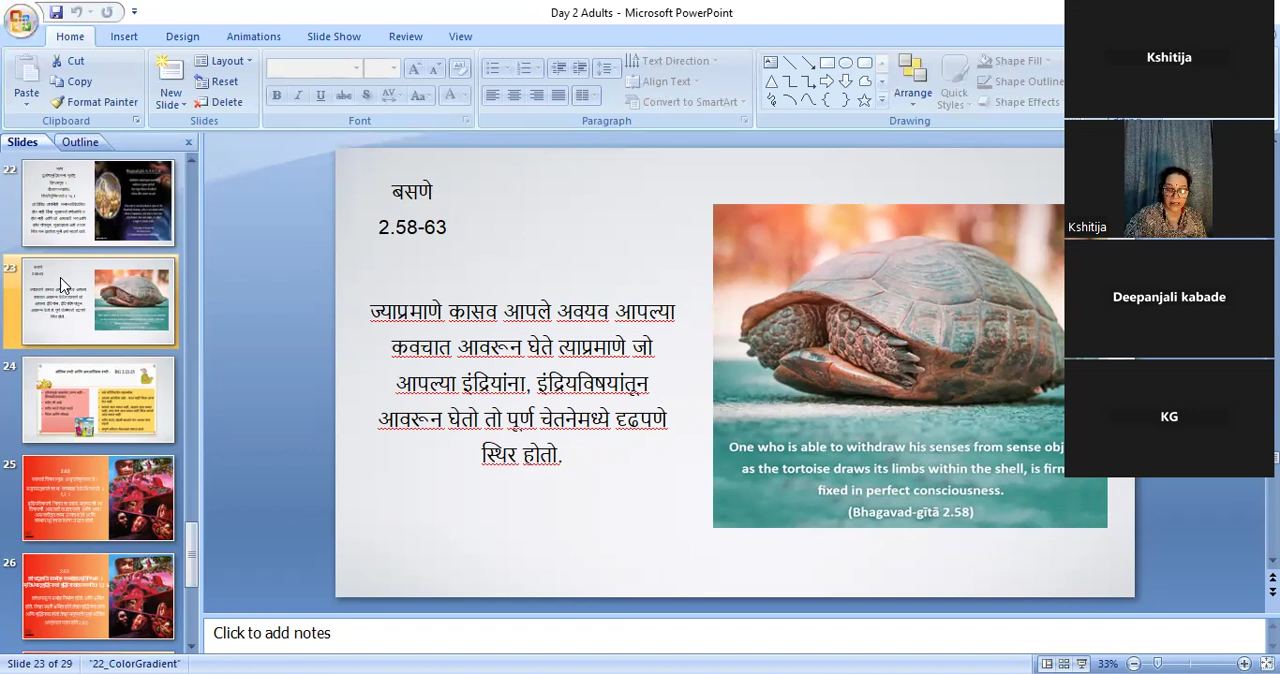 Day 2 Adults - Microsoft PowerPoint
Home Insert Design Animations Slide Show Review View
Cut
Copy
Format Painter
Paste
Clipboard
New
Slide
Layout
Reset
Delete
Slides
Font
Text Direction
Align Text
Convert to SmartArt
Paragraph
Arrange
Quick
Styles
Shape Fill
Shape Outline
Shape Effects
Drawing
Slides Outline
22
23
24
25
26
बसणे
2.58-63
ज्याप्रमाणे कासव आपले अवयव आपल्या
कवचात आवरून घेते त्याप्रमाणे जो
आपल्या इंद्रियांना, इंद्रियविषयांतून
आवरून घेतो तो पूर्ण चेतनमध्ये दृढपणे
स्थिर होतो.
One who is able to withdraw his senses from sense
as the tortoise draws its limbs within the shell, is
fixed in perfect consciousness.
(Bhagavad-gītā 2.58)
Kshitija
Kshitija
Deepanjali kabade
KG
Click to add notes
Slide 23 of 29
"22_ColorGradient"
33%